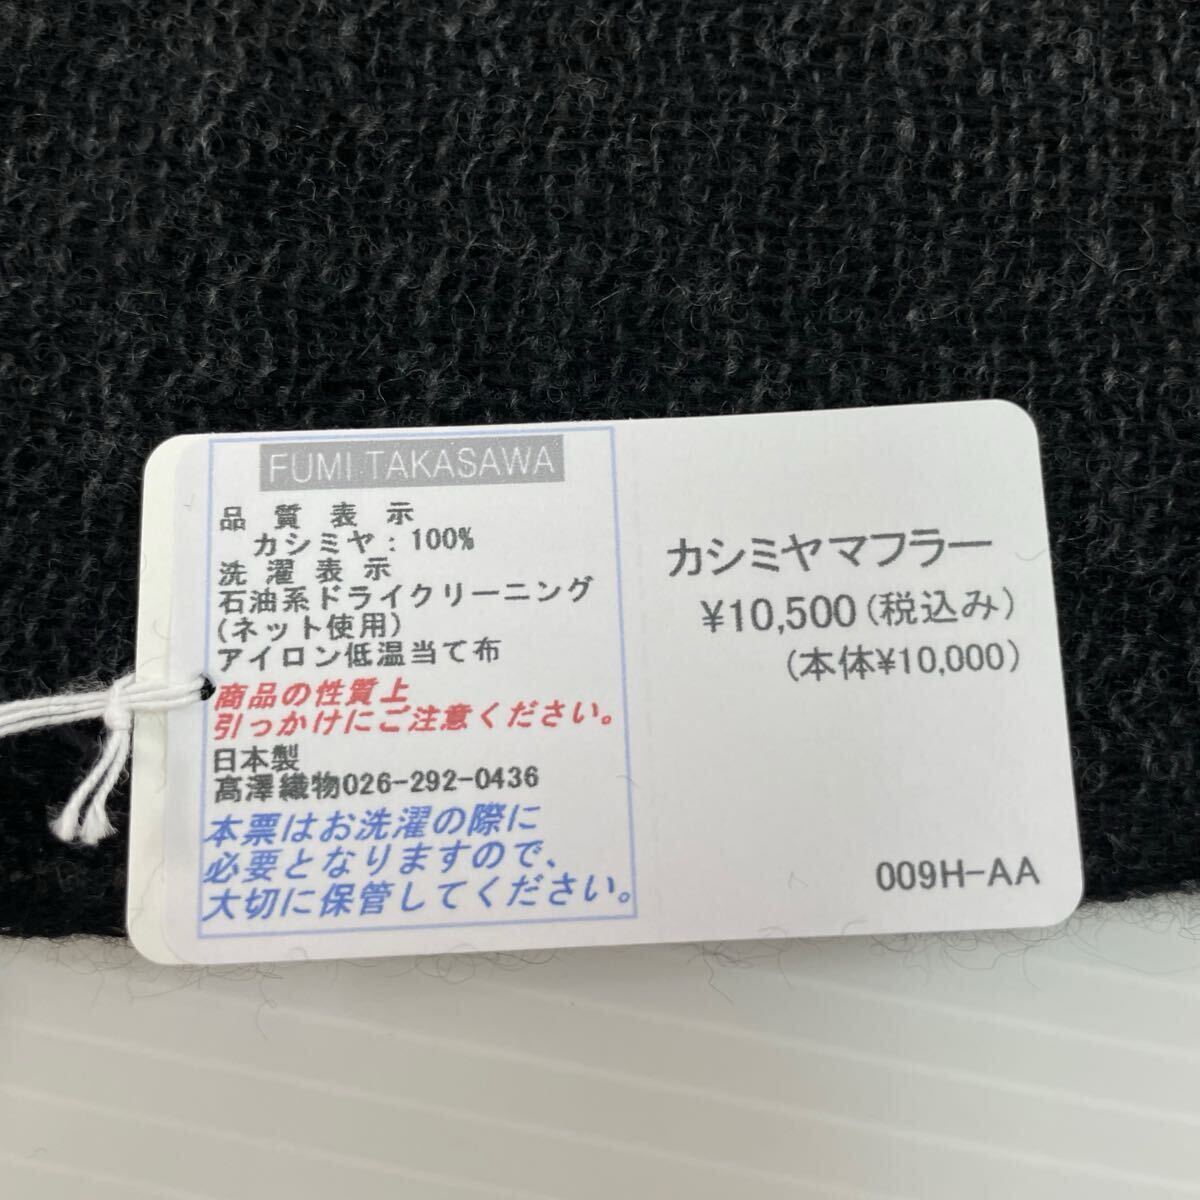 FUMI TAKASAWA
品質表示
カシミヤ：100%
洗濯表示
石油系ドライクリーニング
(ネット使用)
アイロン低温当て布
商品の性質上
引っかけにご注意ください。
日本製
髙澤織物026-292-0436
本票はお洗濯の際に
必要となりますので、
大切に保管してください。
カシミヤマフラー
¥10,500(税込み)
(本体¥10,000)
009H-AA